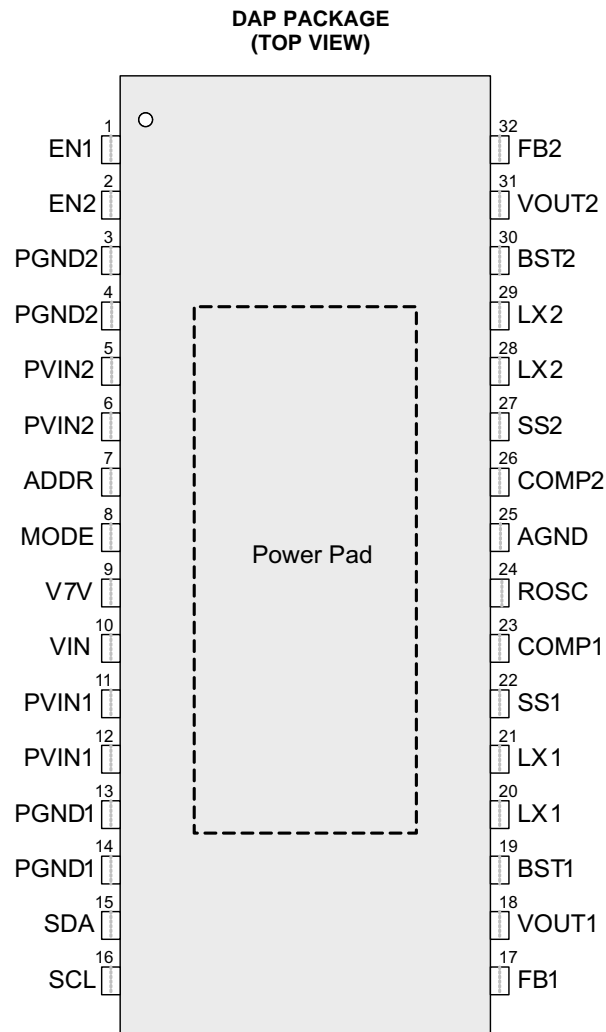 DAP PACKAGE
(TOP VIEW)
1
EN1
2
EN2
3
PGND2
4
PGND2
5
PVIN2
6
PVIN2
7
ADDR
8
MODE
9
V7V
10
VIN
11
PVIN1
12
PVIN1
13
PGND1
14
PGND1
15
SDA
16
SCL
Power Pad
32
FB2
31
VOUT2
30
BST2
29
LX2
28
LX2
27
SS2
26
COMP2
25
AGND
24
ROSC
23
COMP1
22
SS1
21
LX1
20
LX1
19
BST1
18
VOUT1
17
FB1